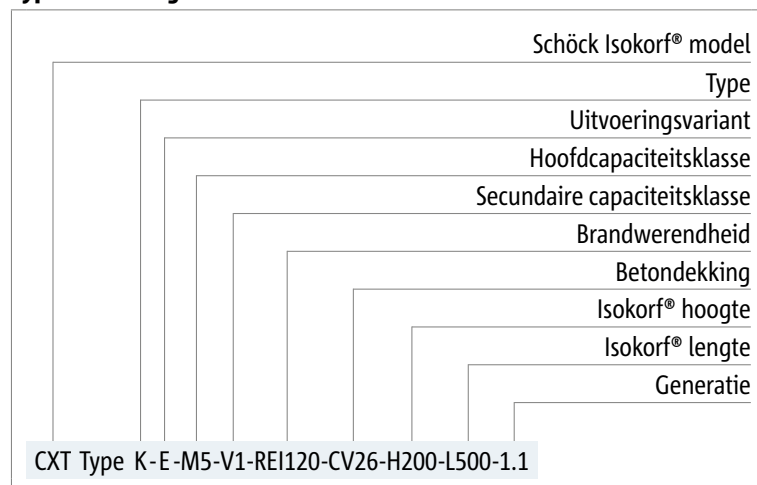 Schöck Isokorf® model
Type
Uitvoeringsvariant
Hoofdcapaciteitsklasse
Secundaire capaciteitsklasse
Brandwerendheid
Betondekking
Isokorf® hoogte
Isokorf® lengte
Generatie
CXT Type K-E-M5-V1-REI120-CV26-H200-L500-1.1